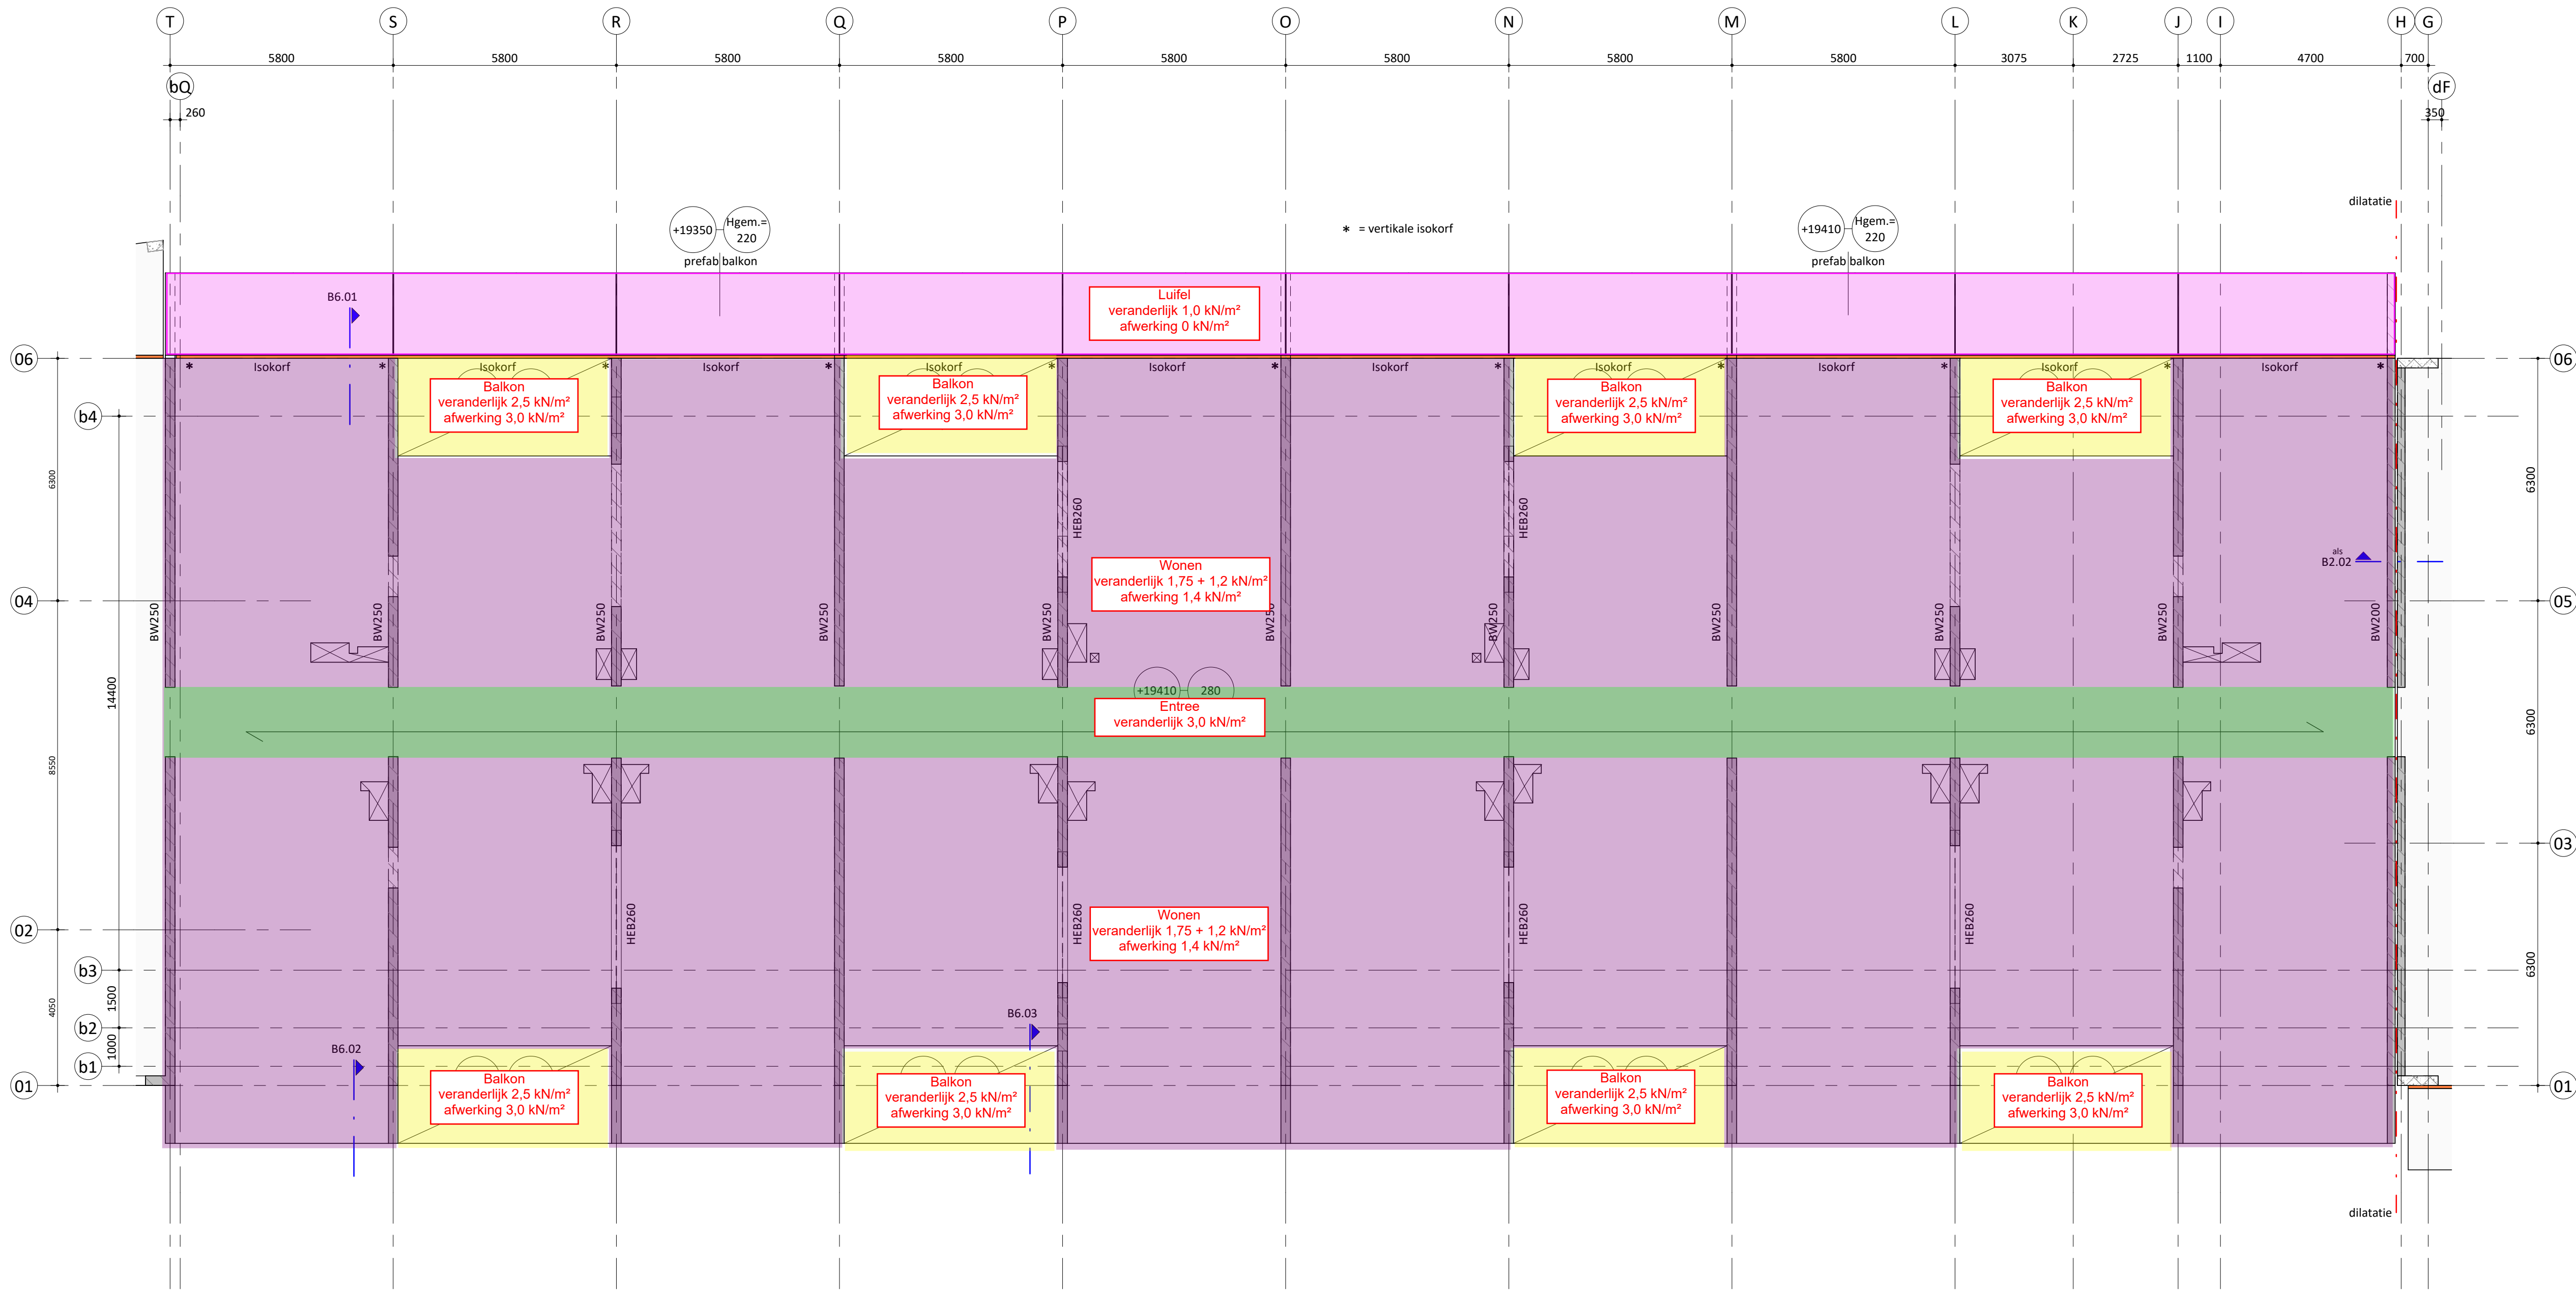 T S R Q P O N M L K J I H G
5800 5800 5800 5800 5800 5800 5800 5800 3075 2725 1100 4700 700
bQ dF
260 350
dilatatie
+19350 Hgem.= 220
prefab balkon
* = vertikale isokorf
+19410 Hgem.= 220
prefab balkon
B6.01
Luifel
veranderlijk 1,0 kN/m²
afwerking 0 kN/m²
06 06
* Isokorf * Isokorf * Isokorf * Isokorf * Isokorf * Isokorf * Isokorf * Isokorf * Isokorf * Isokorf *
Balkon
veranderlijk 2,5 kN/m²
afwerking 3,0 kN/m²
Balkon
veranderlijk 2,5 kN/m²
afwerking 3,0 kN/m²
Balkon
veranderlijk 2,5 kN/m²
afwerking 3,0 kN/m²
Balkon
veranderlijk 2,5 kN/m²
afwerking 3,0 kN/m²
b4
6300 6300
HEB260 HEB260
als
B2.02
Wonen
veranderlijk 1,75 + 1,2 kN/m²
afwerking 1,4 kN/m²
04 05
BW250 BW250 BW250 BW250 BW250 BW250 BW250 BW250 BW250 BW250 BW200
14400
+19410 280
Entree
veranderlijk 3,0 kN/m²
6300
8550
03
HEB260 HEB260 HEB260 HEB260
Wonen
veranderlijk 1,75 + 1,2 kN/m²
afwerking 1,4 kN/m²
02
b3
6300
4050
1500
B6.03
b2
1000
B6.02
b1
01 01
Balkon
veranderlijk 2,5 kN/m²
afwerking 3,0 kN/m²
Balkon
veranderlijk 2,5 kN/m²
afwerking 3,0 kN/m²
Balkon
veranderlijk 2,5 kN/m²
afwerking 3,0 kN/m²
Balkon
veranderlijk 2,5 kN/m²
afwerking 3,0 kN/m²
dilatatie